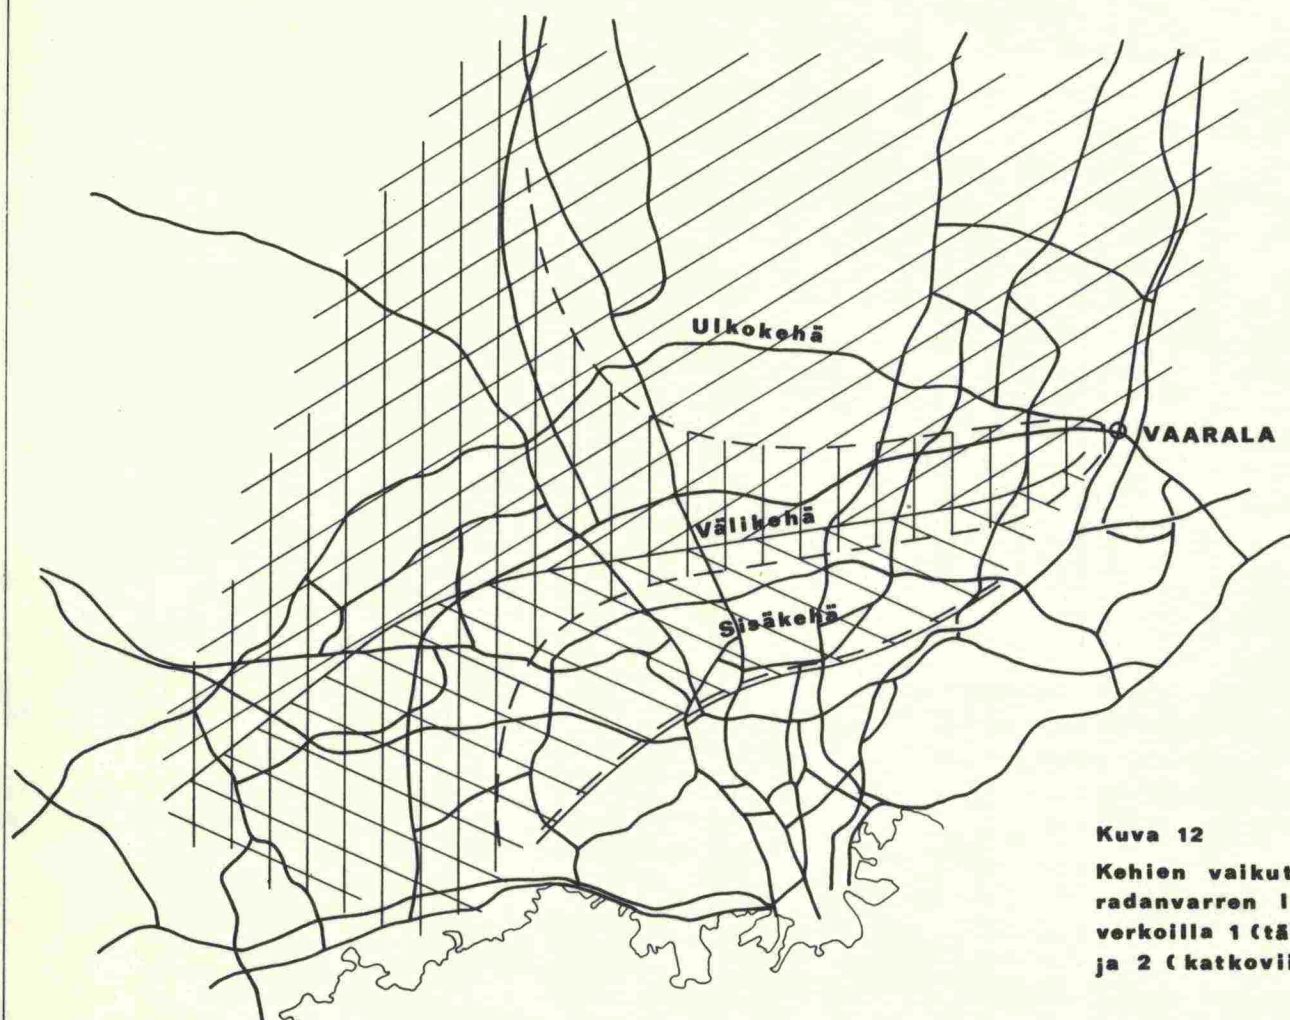 Ulkokehä
VAARALA
Välikehä
Sisäkehä
Kuva 12
Kehien vaikut
radanvarren l
verkoilla 1 (tä
ja 2 (katkovii